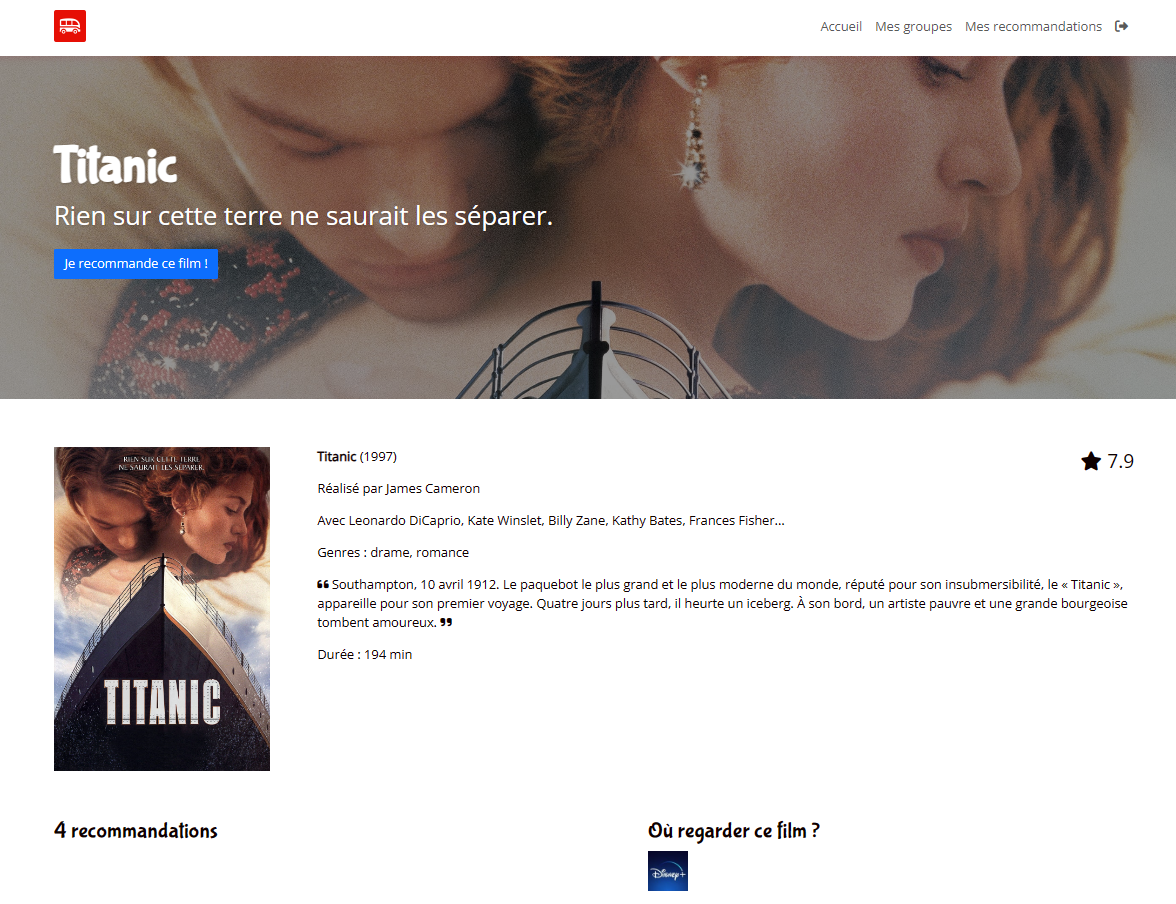 Accueil Mes groupes Mes recommandations
Titanic
Rien sur cette terre ne saurait les séparer.
Je recommande ce film !
RIEN SUR CETTE TERRE
NE SAURAIT LES SÉPARER.
TITANIC
Titanic (1997)
7.9
Réalisé par James Cameron
Avec Leonardo DiCaprio, Kate Winslet, Billy Zane, Kathy Bates, Frances Fisher...
Genres : drame, romance
❝ Southampton, 10 avril 1912. Le paquebot le plus grand et le plus moderne du monde, réputé pour son insubmersibilité, le « Titanic »,
appareille pour son premier voyage. Quatre jours plus tard, il heurte un iceberg. À son bord, un artiste pauvre et une grande bourgeoise
tombent amoureux. ❞
Durée : 194 min
4 recommandations
Où regarder ce film ?
Disney+